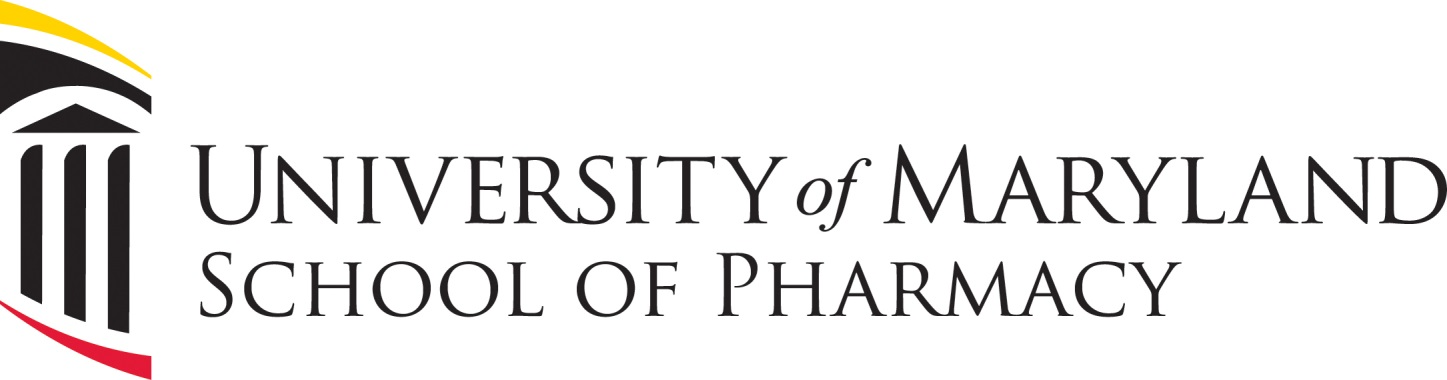 UNIVERSITY of MARYLAND
SCHOOL OF PHARMACY